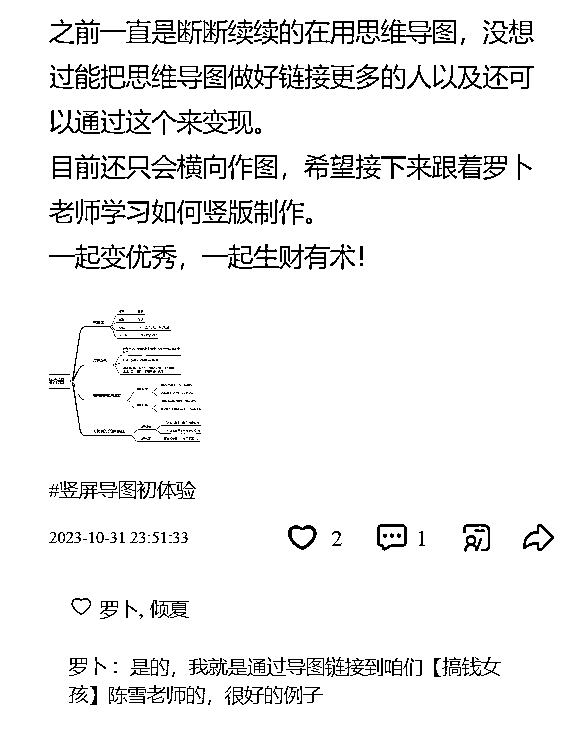 之前一直是断断续续的在用思维导图，没想
过能把思维导图做好链接更多的人以及还可
以通过这个来变现。
目前还只会横向作图，希望接下来跟着罗卜
老师学习如何竖版制作。
一起变优秀，一起生财有术！
#竖屏导图初体验
2023-10-31 23:51:33
2
1
罗卜, 倾夏
罗卜：是的，我就是通过导图链接到咱们【搞钱女
孩】陈雪老师的，很好的例子